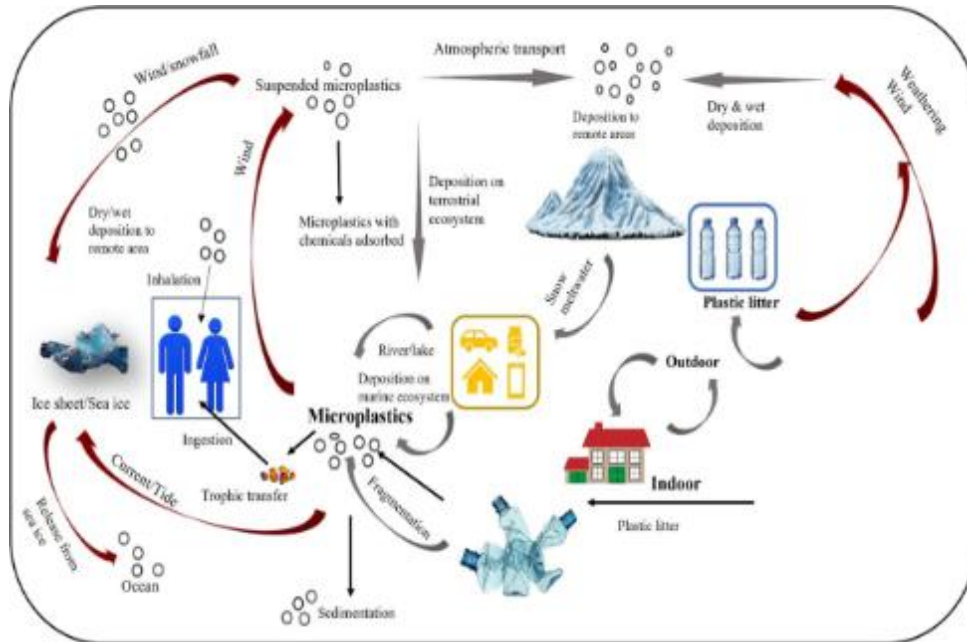 Wind/snowfall
Suspended microplastics
Atmospheric transport
Deposition to
remote areas
Dry & wet
deposition
Weathering
Wind
Wind
Deposition on
terrestrial
ecosystem
Microplastics with
chemicals adsorbed
Dry/wet
deposition to
remote area
Inhalation
Snow
meltwater
Plastic litter
River/lake
Deposition on
marine ecosystem
Outdoor
Ice sheet/Sea ice
Microplastics
Ingestion
Trophic transfer
Current/Tide
Fragmentation
Indoor
Plastic litter
Release from
sea ice
Ocean
Sedimentation